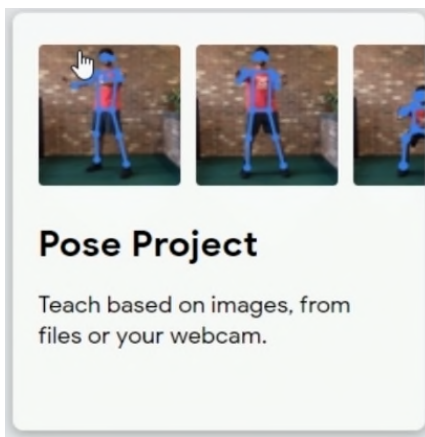 Pose Project
Teach based on images, from
files or your webcam.